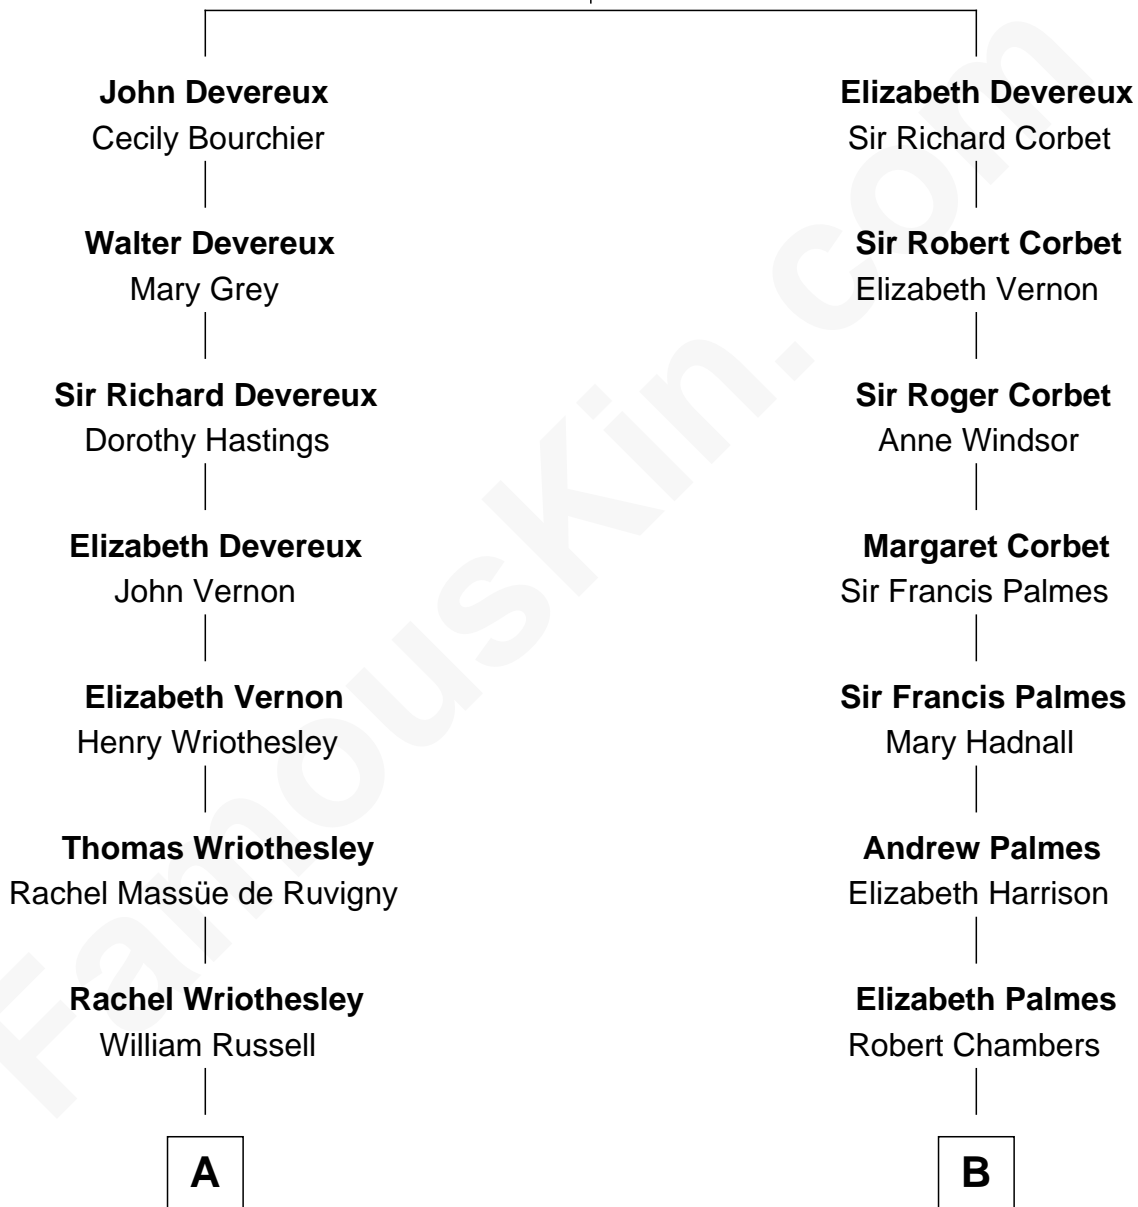 John Devereux
Cecily Bourchier
Walter Devereux
Mary Grey
Sir Richard Devereux
Dorothy Hastings
Elizabeth Devereux
John Vernon
Elizabeth Vernon
Henry Wriothesley
Thomas Wriothesley
Rachel Massüe de Ruvigny
Rachel Wriothesley
William Russell
A
Elizabeth Devereux
Sir Richard Corbet
Sir Robert Corbet
Elizabeth Vernon
Sir Roger Corbet
Anne Windsor
Margaret Corbet
Sir Francis Palmes
Sir Francis Palmes
Mary Hadnall
Andrew Palmes
Elizabeth Harrison
Elizabeth Palmes
Robert Chambers
B
FamousKin.com